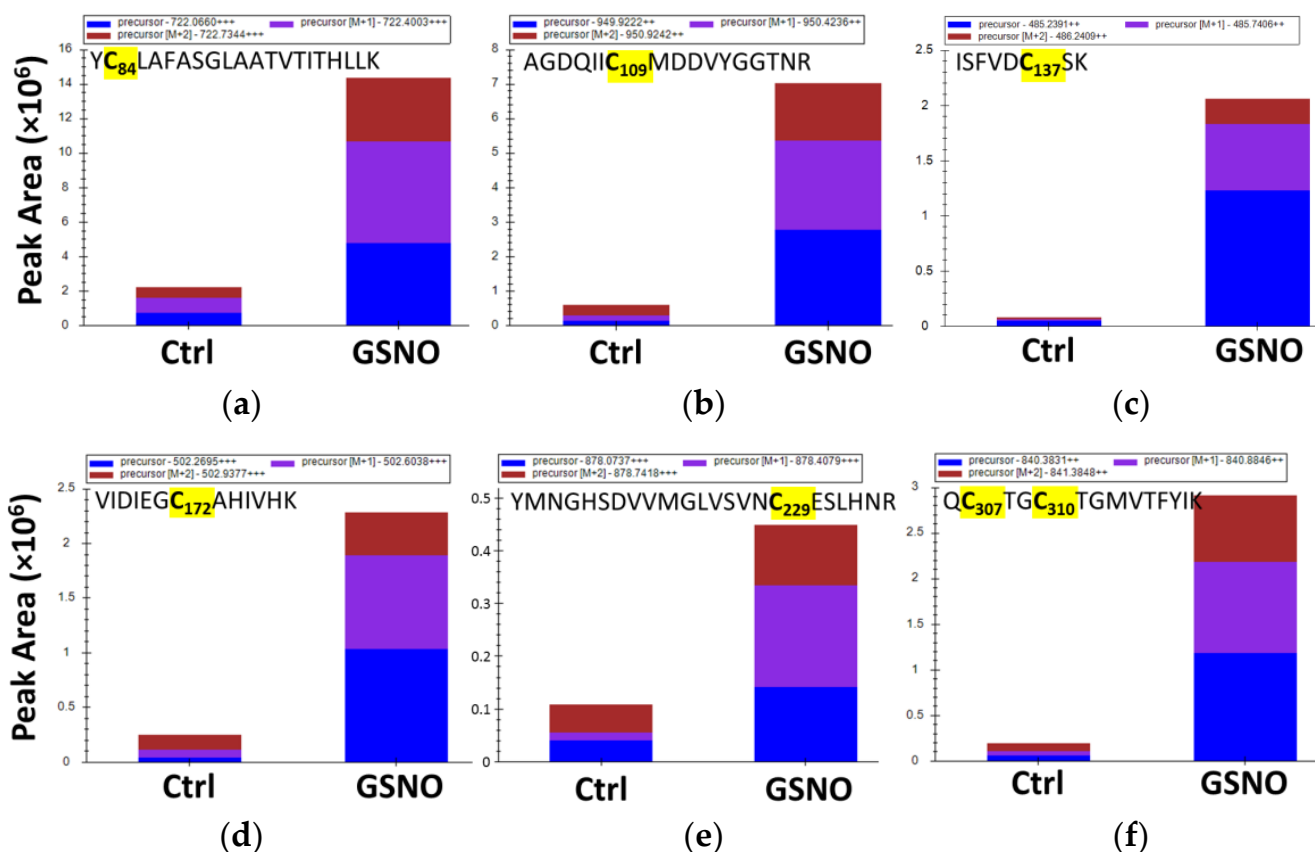 precursor - 722.0660+++ precursor [M+1] - 722.4003+++
precursor [M+2] - 722.7344+++
precursor - 949.9222++ precursor [M+1] - 950.4236++
precursor [M+2] - 950.9242++
precursor - 485.2391++ precursor [M+1] - 485.7406++
precursor [M+2] - 486.2409++
Peak Area (×10⁶)
16
14
12
10
8
6
4
2
0
YC₈₄LAFASGLAATVTITHLLK
Ctrl GSNO
(a)
8
7
6
5
4
3
2
1
0
AGDQIIC₁₀₉MDDVYGGTNR
Ctrl GSNO
(b)
2.5
2
1.5
1
0.5
0
ISFVDC₁₃₇SK
Ctrl GSNO
(c)
precursor - 502.2695+++ precursor [M+1] - 502.6038+++
precursor [M+2] - 502.9377+++
precursor - 878.0737+++ precursor [M+1] - 878.4079+++
precursor [M+2] - 878.7418+++
precursor - 840.3831++ precursor [M+1] - 840.8846++
precursor [M+2] - 841.3848++
Peak Area (×10⁶)
2.5
2
1.5
1
0.5
0
VIDIEGC₁₇₂AHIVHK
Ctrl GSNO
(d)
0.5
0.4
0.3
0.2
0.1
0
YMNGHSDVVMGLVSVNC₂₂₉ESLHNR
Ctrl GSNO
(e)
3
2.5
2
1.5
1
0.5
0
QC₃₀₇TGC₃₁₀TGMVTFYIK
Ctrl GSNO
(f)